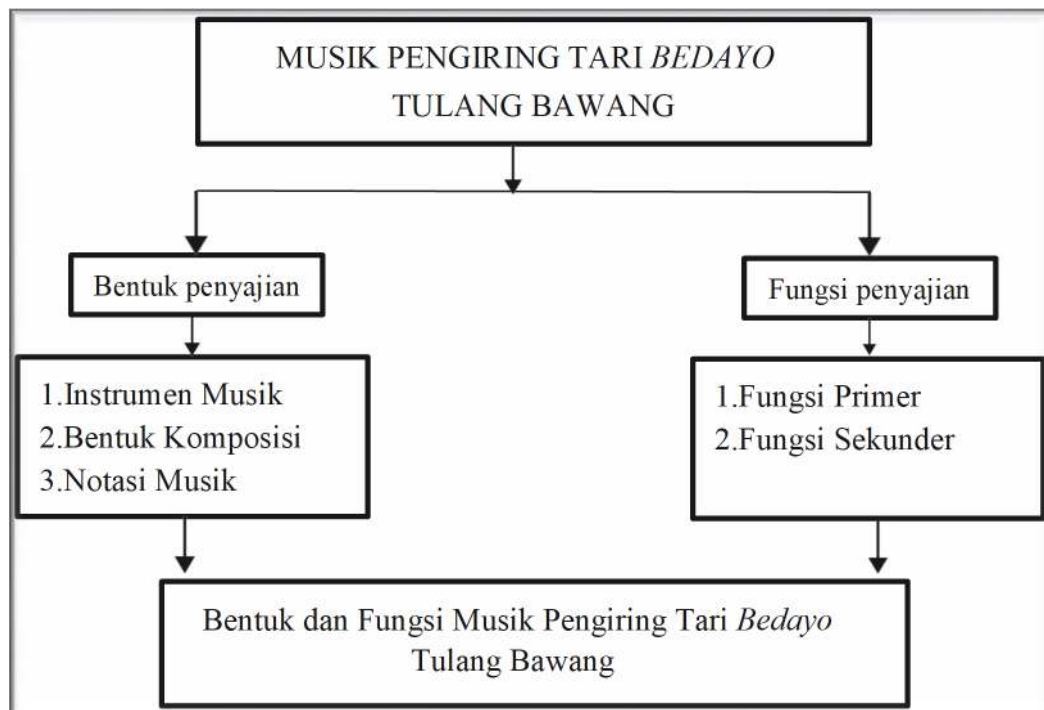 MUSIK PENGIRING TARI BEDAYO
TULANG BAWANG
Bentuk penyajian
Fungsi penyajian
1.Instrumen Musik
2.Bentuk Komposisi
3.Notasi Musik
1.Fungsi Primer
2.Fungsi Sekunder
Bentuk dan Fungsi Musik Pengiring Tari Bedayo
Tulang Bawang